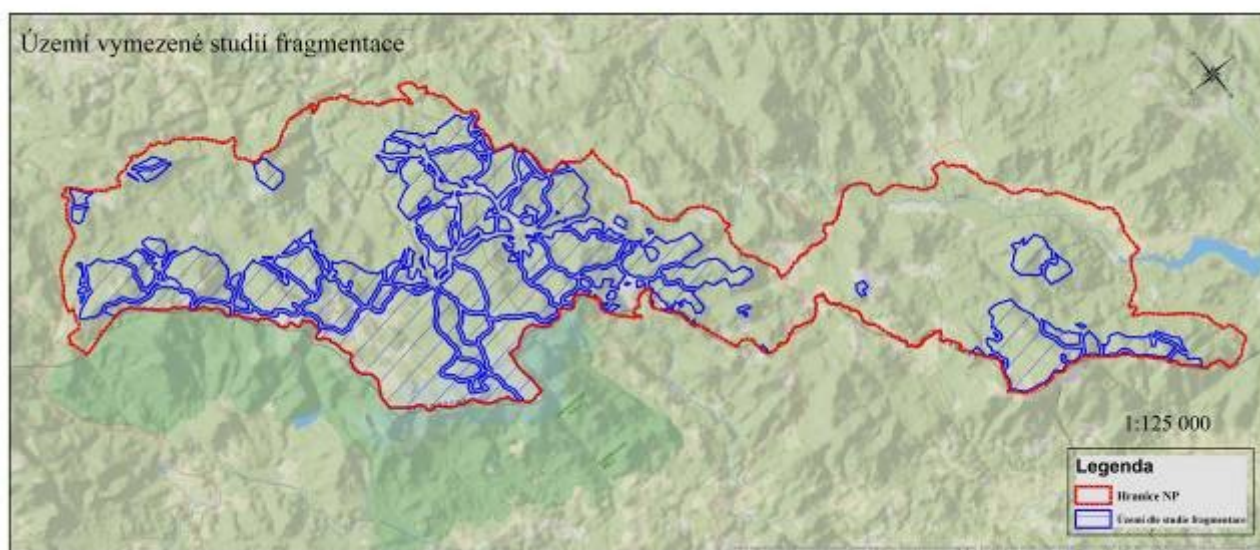 Území vymezené studií fragmentace
1:125 000
Legenda
Hranice NP
Území dle studie fragmentace